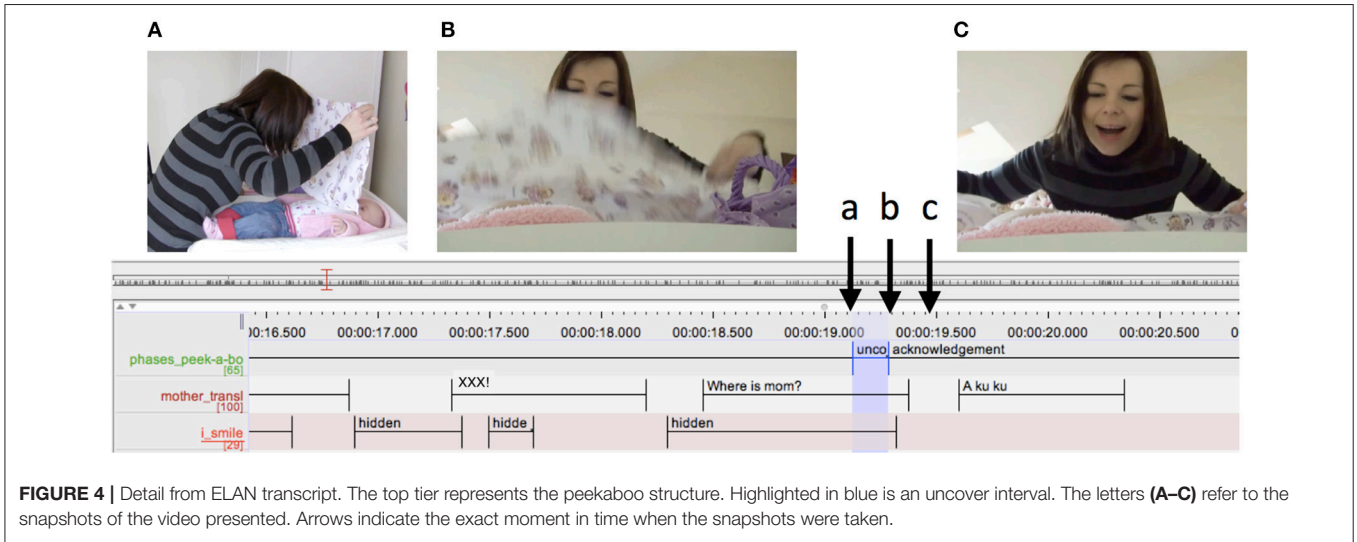 A B C
a b c
00:16.500 00:00:17.000 00:00:17.500 00:00:18.000 00:00:18.500 00:00:19.000 00:00:19.500 00:00:20.000 00:00:20.500 0
phases_peek-a-bo unco acknowledgement
[65]
mother_transl XXX! Where is mom? A ku ku
[100]
i_smile hidden hidde hidden
[29]
FIGURE 4 | Detail from ELAN transcript. The top tier represents the peekaboo structure. Highlighted in blue is an uncover interval. The letters (A–C) refer to the
snapshots of the video presented. Arrows indicate the exact moment in time when the snapshots were taken.